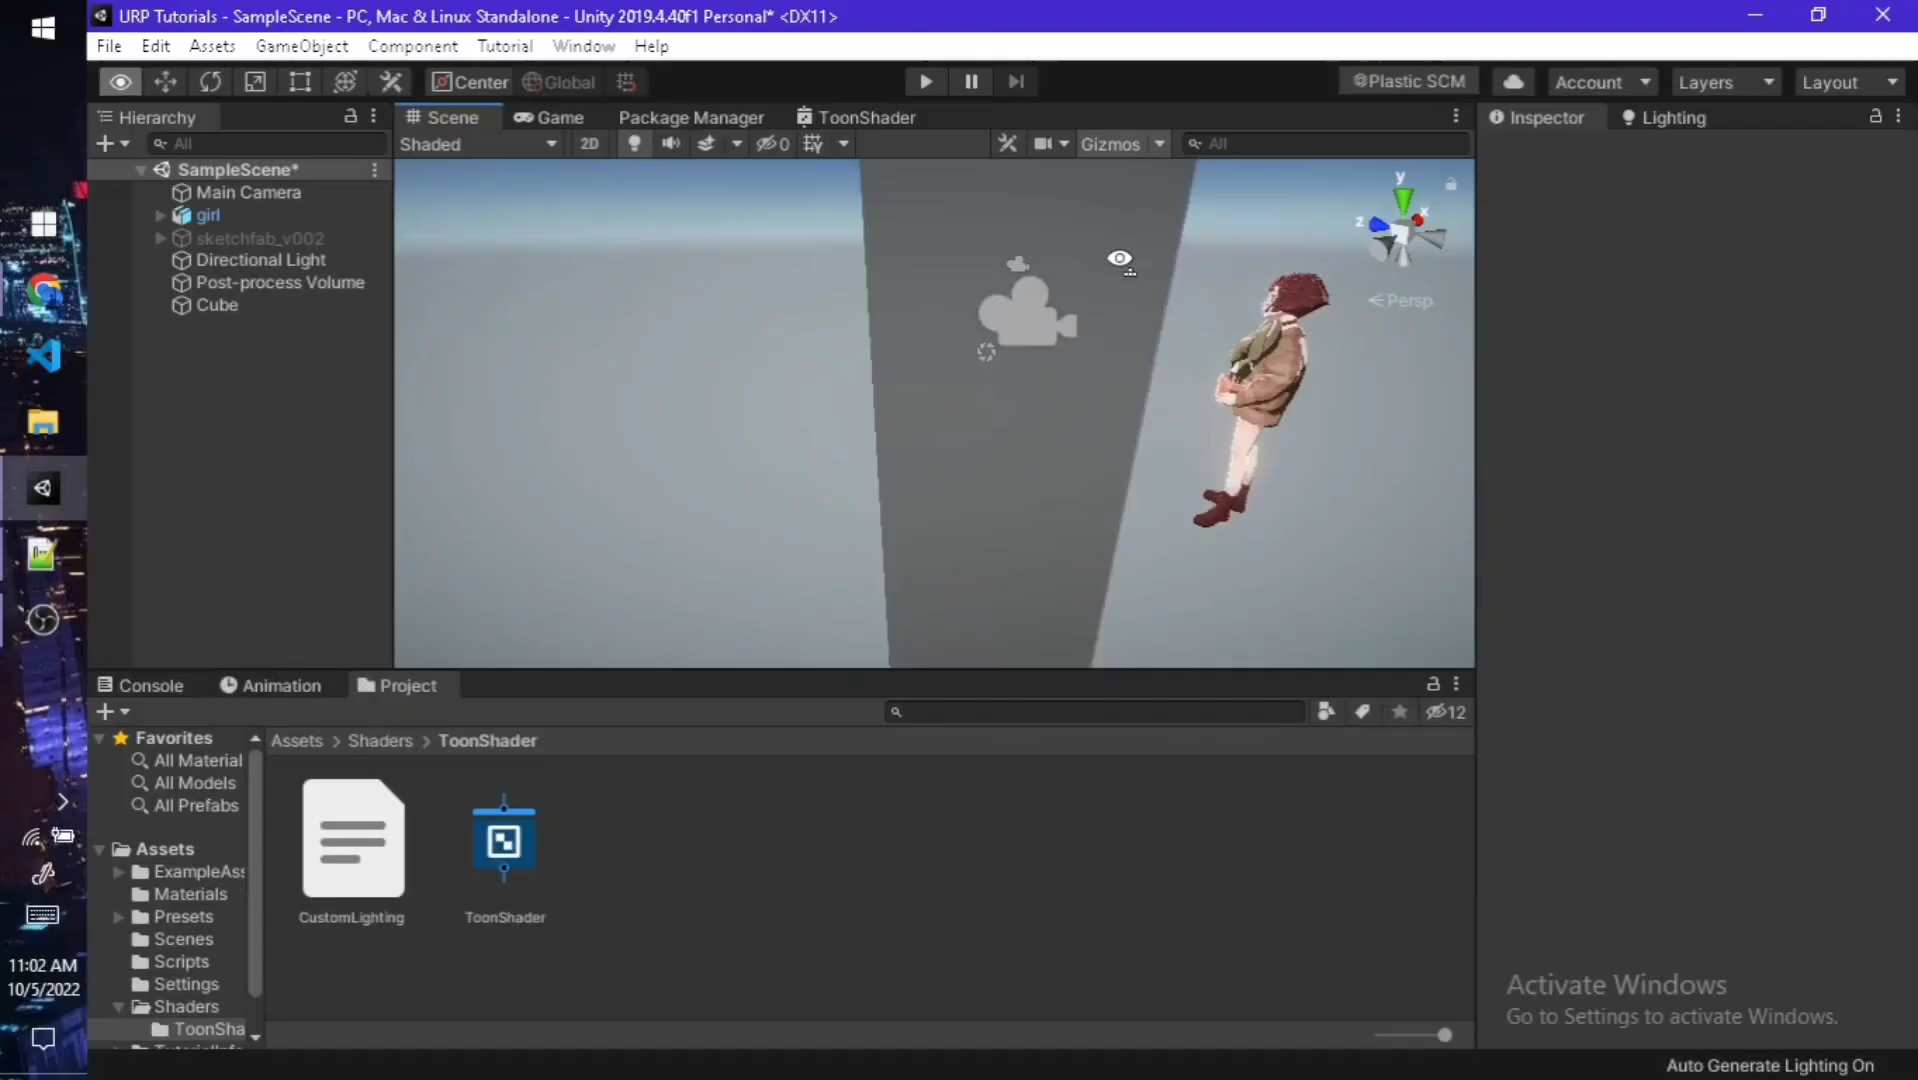 URP Tutorials - SampleScene - PC, Mac & Linux Standalone - Unity 2019.4.40f1 Personal* <DX11>
File Edit Assets GameObject Component Tutorial Window Help
Center Global Plastic SCM Account Layers Layout
Hierarchy Scene Game Package Manager ToonShader Inspector Lighting
All Shaded 2D 0 Gizmos All
SampleScene*
Main Camera
girl
sketchfab_v002
Directional Light
Post-process Volume
Cube
y
x
z
Persp
Console Animation Project
12
Favorites
All Material
All Models
All Prefabs
Assets
ExampleAss
Materials
Presets
Scenes
Scripts
Settings
Shaders
ToonSha
Assets > Shaders > ToonShader
CustomLighting ToonShader
11:02 AM
10/5/2022
Activate Windows
Go to Settings to activate Windows.
Auto Generate Lighting On